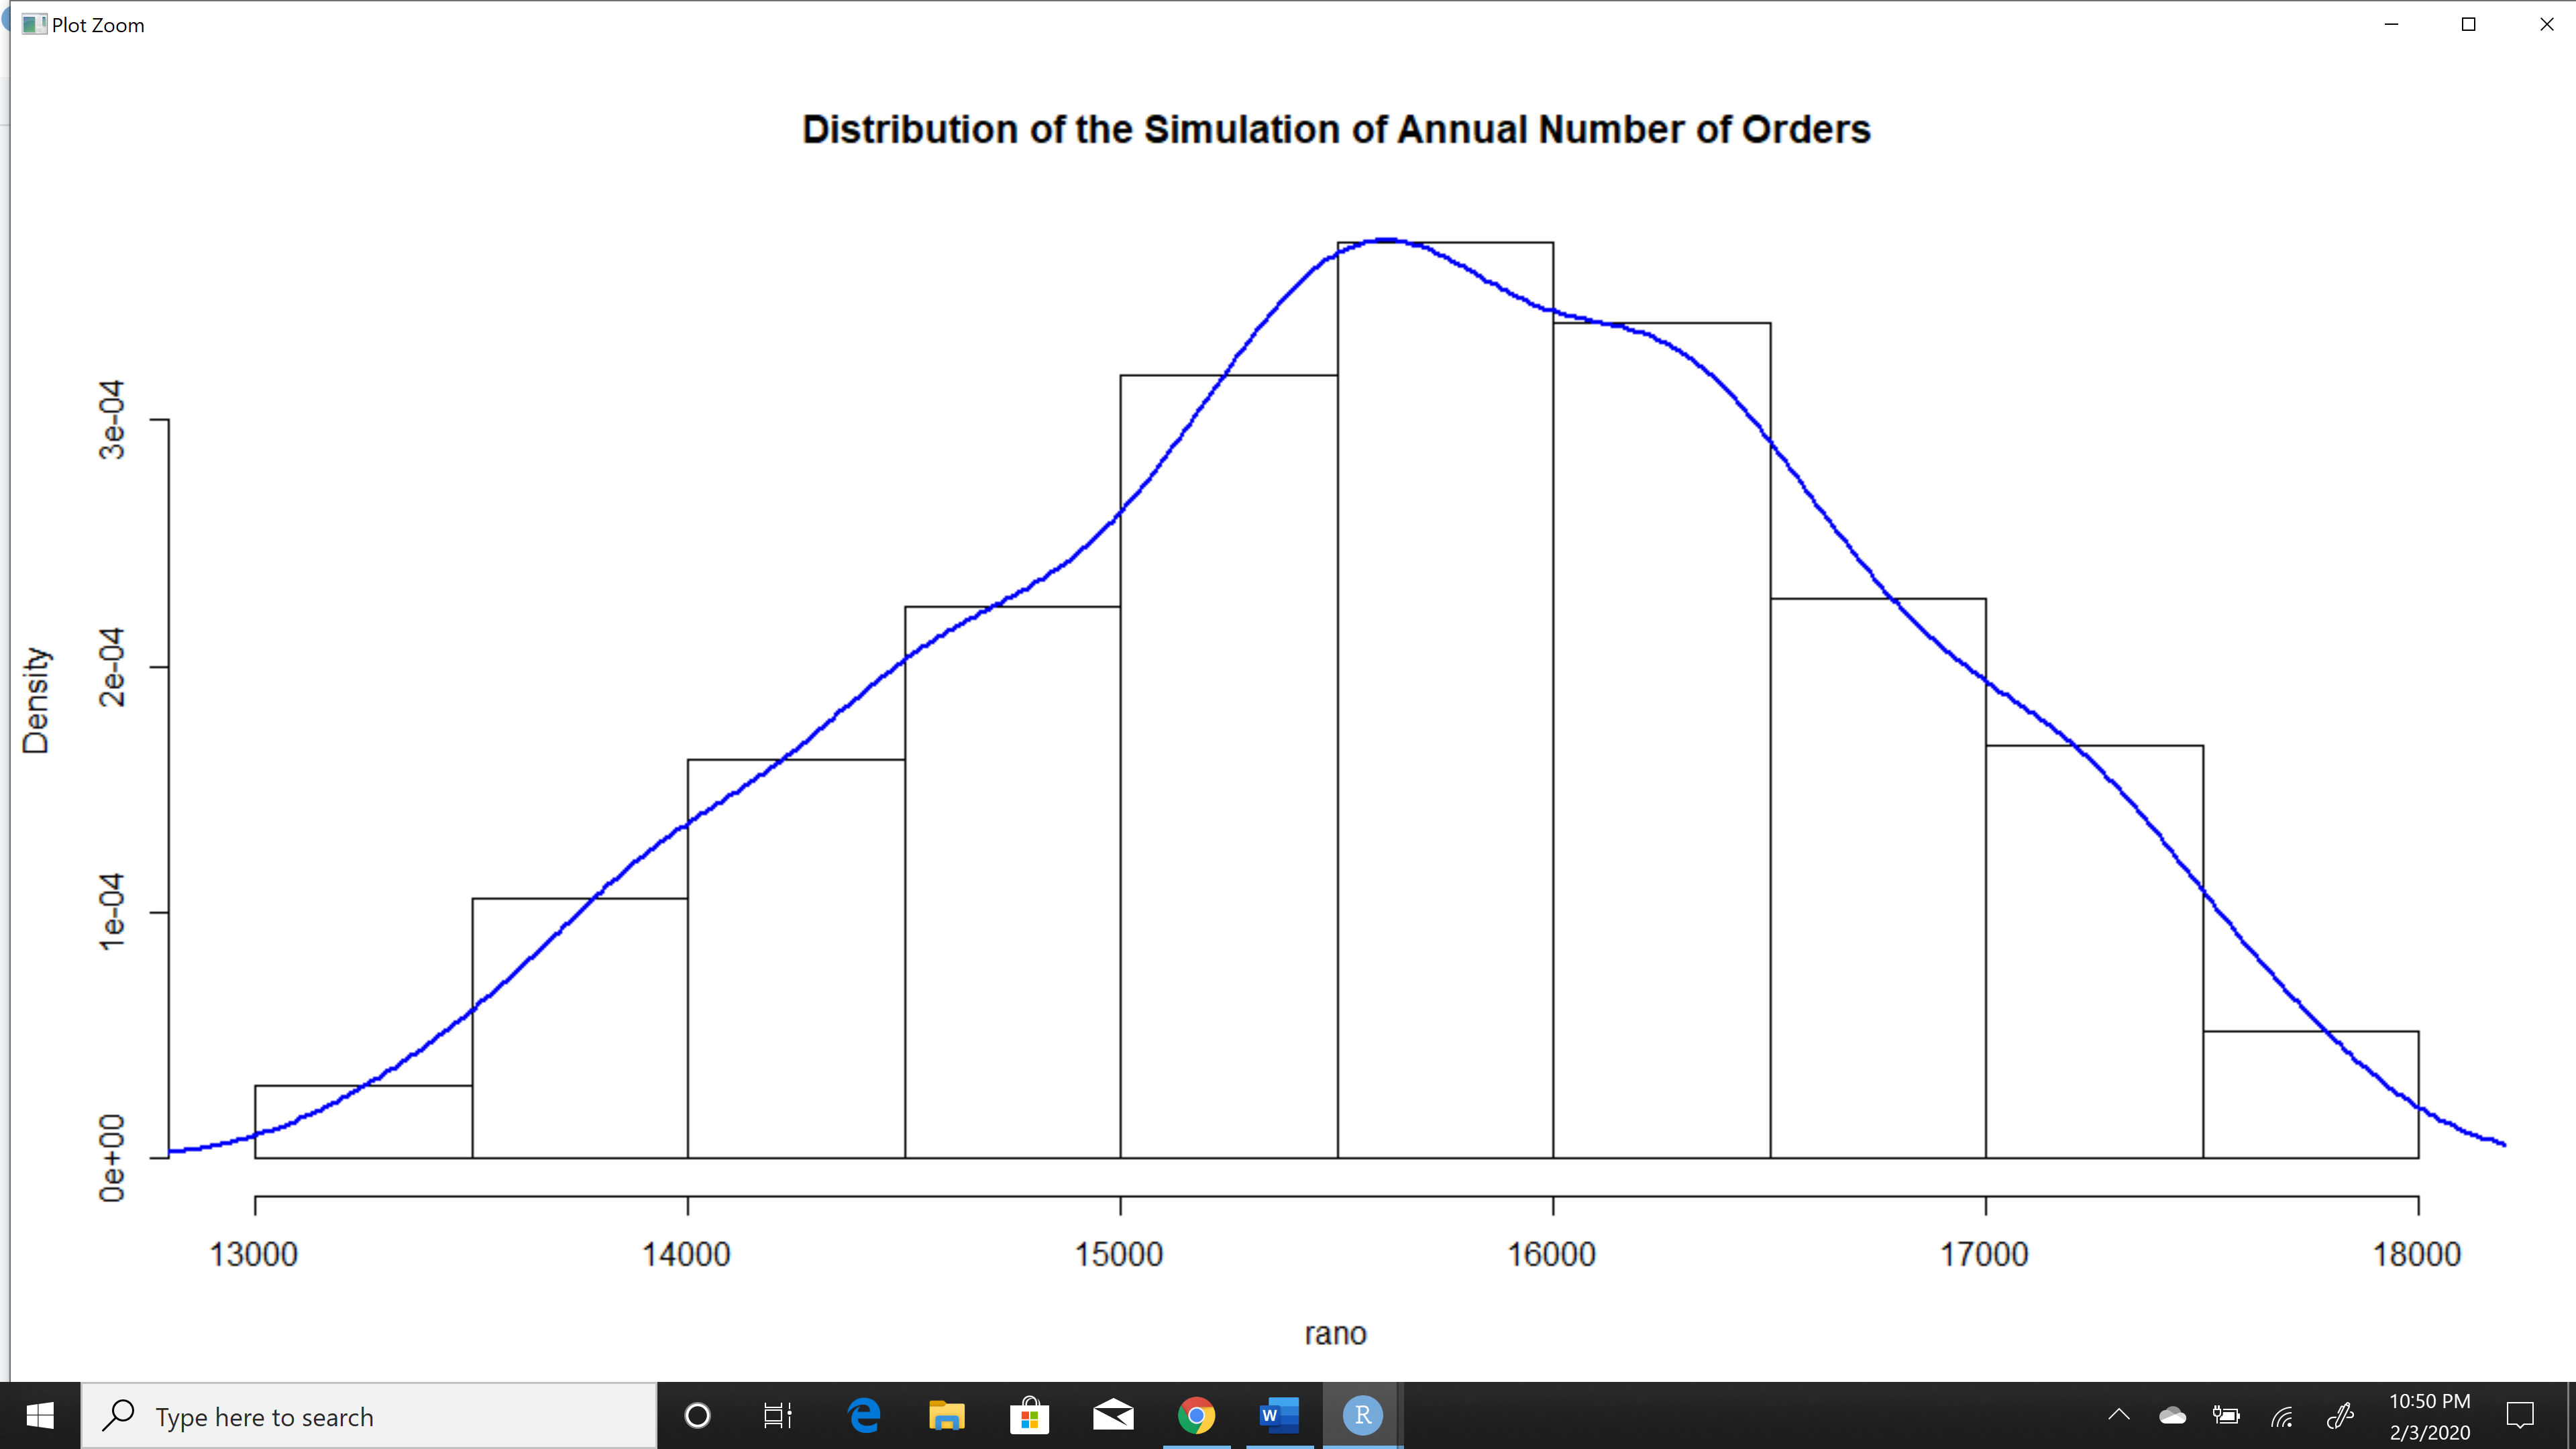 Plot Zoom
Distribution of the Simulation of Annual Number of Orders
Density
3e-04
2e-04
1e-04
0e+00
13000 14000 15000 16000 17000 18000
rano
Type here to search
W
R
10:50 PM
2/3/2020